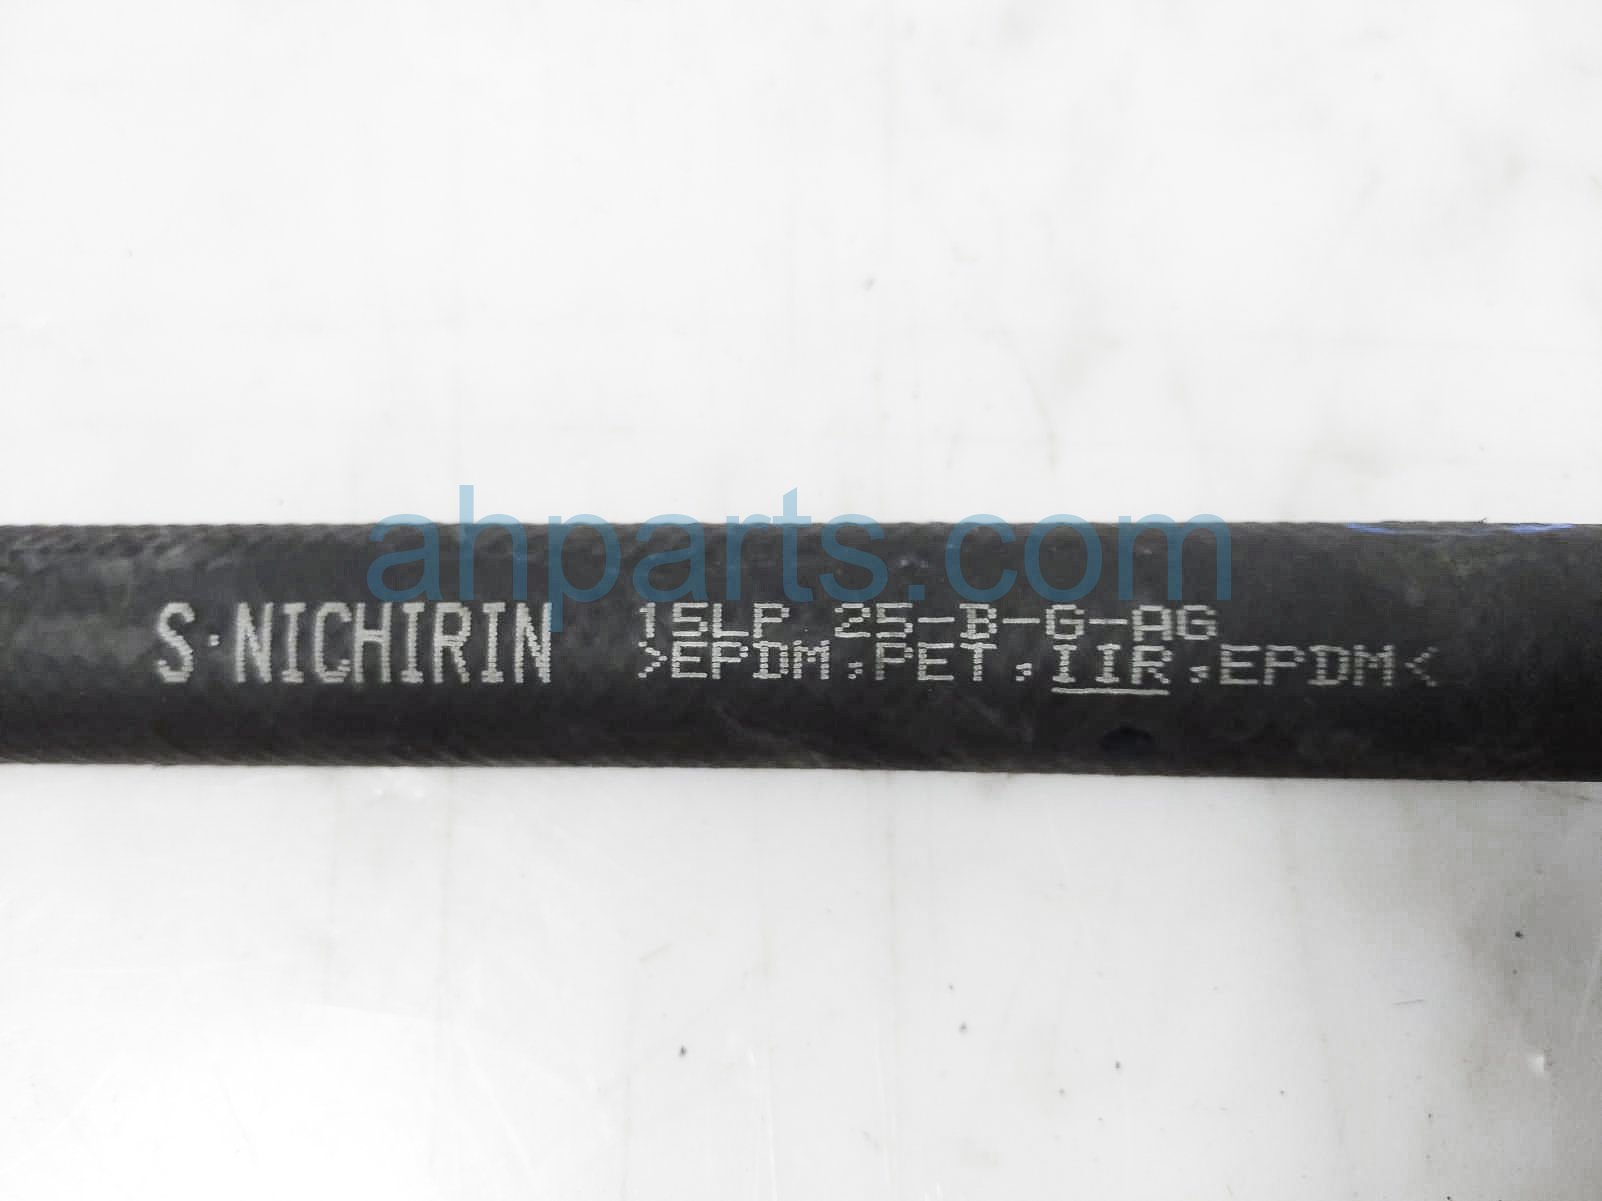 ahparts.com
S·NICHIRIN
15LP 25-B-G-AG
>EPDM,PET,IIR,EPDM<